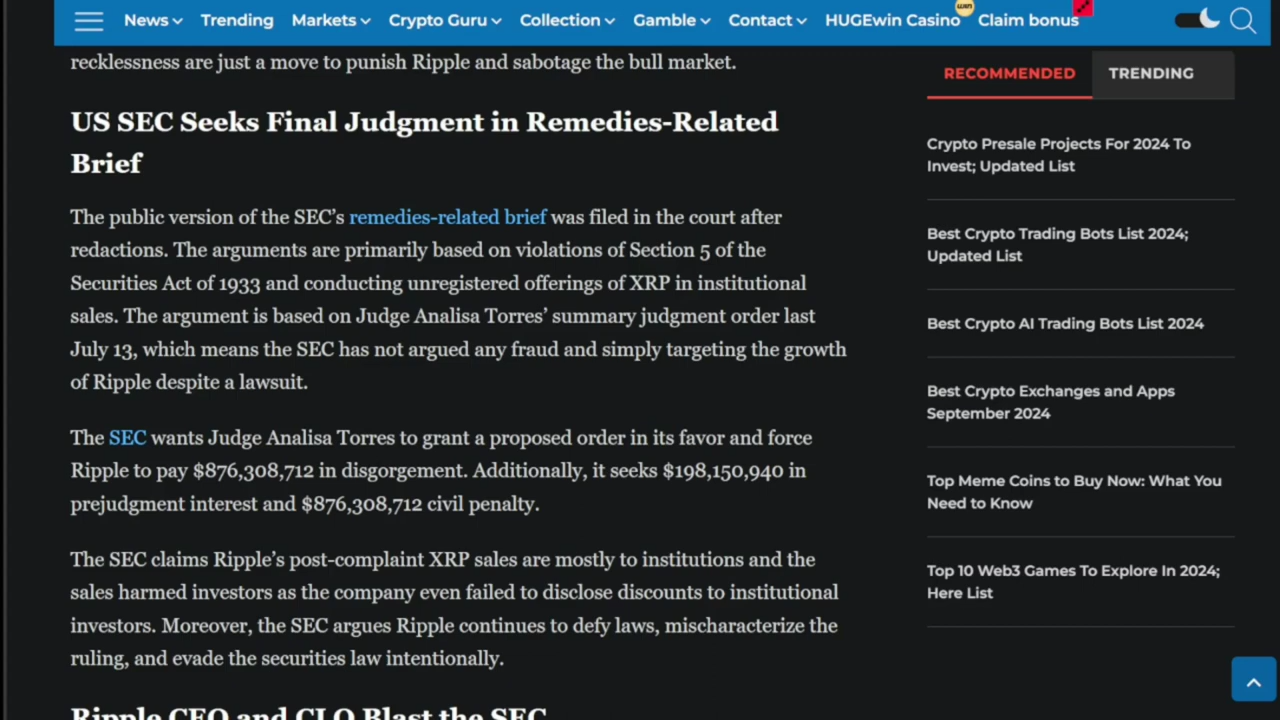 News Trending Markets Crypto Guru Collection Gamble Contact HUGEwin Casino Claim bonus
WIN
recklessness are just a move to punish Ripple and sabotage the bull market.
US SEC Seeks Final Judgment in Remedies-Related
Brief
The public version of the SEC’s remedies-related brief was filed in the court after
redactions. The arguments are primarily based on violations of Section 5 of the
Securities Act of 1933 and conducting unregistered offerings of XRP in institutional
sales. The argument is based on Judge Analisa Torres’ summary judgment order last
July 13, which means the SEC has not argued any fraud and simply targeting the growth
of Ripple despite a lawsuit.
The SEC wants Judge Analisa Torres to grant a proposed order in its favor and force
Ripple to pay $876,308,712 in disgorgement. Additionally, it seeks $198,150,940 in
prejudgment interest and $876,308,712 civil penalty.
The SEC claims Ripple’s post-complaint XRP sales are mostly to institutions and the
sales harmed investors as the company even failed to disclose discounts to institutional
investors. Moreover, the SEC argues Ripple continues to defy laws, mischaracterize the
ruling, and evade the securities law intentionally.
Ripple CEO and CLO Blast the SEC
RECOMMENDED TRENDING
Crypto Presale Projects For 2024 To
Invest; Updated List
Best Crypto Trading Bots List 2024;
Updated List
Best Crypto AI Trading Bots List 2024
Best Crypto Exchanges and Apps
September 2024
Top Meme Coins to Buy Now: What You
Need to Know
Top 10 Web3 Games To Explore In 2024;
Here List